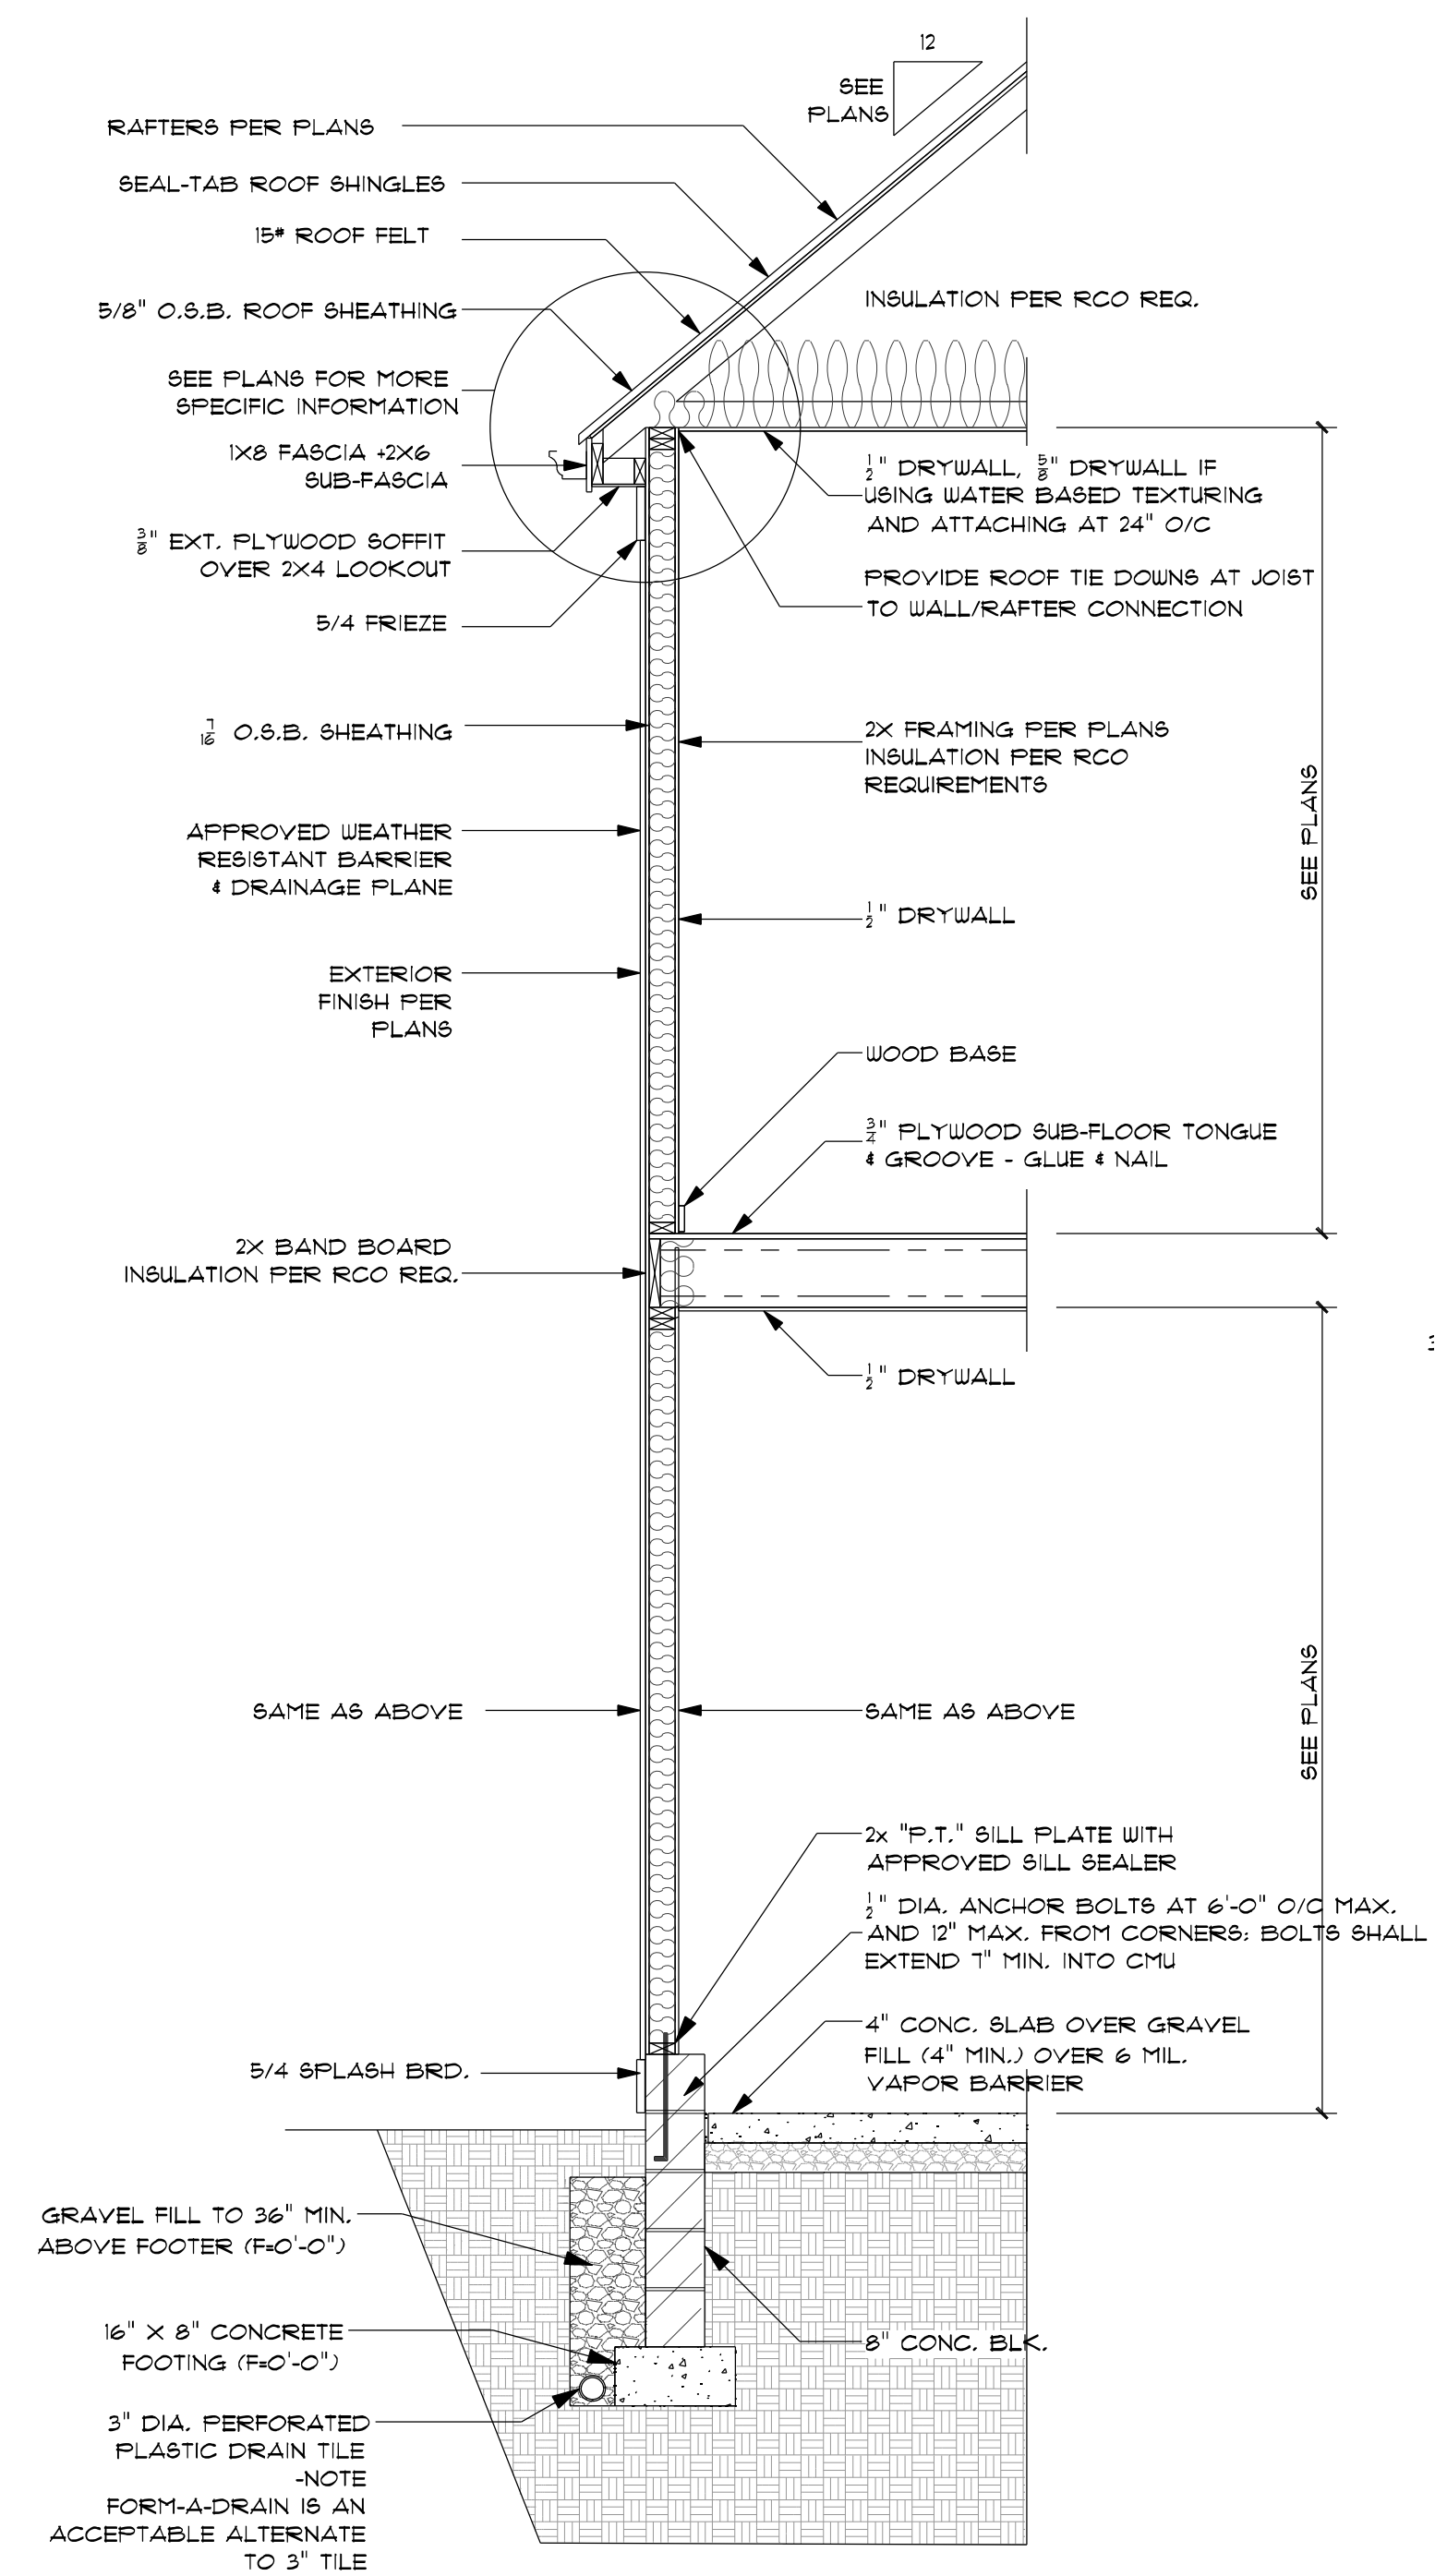 12
SEE
PLANS
RAFTERS PER PLANS
SEAL-TAB ROOF SHINGLES
15# ROOF FELT
5/8" O.S.B. ROOF SHEATHING
INSULATION PER RCO REQ.
SEE PLANS FOR MORE
SPECIFIC INFORMATION
1X8 FASCIA +2X6
SUB-FASCIA
1/2" DRYWALL, 5/8" DRYWALL IF
USING WATER BASED TEXTURING
AND ATTACHING AT 24" O/C
3/8" EXT. PLYWOOD SOFFIT
OVER 2X4 LOOKOUT
PROVIDE ROOF TIE DOWNS AT JOIST
TO WALL/RAFTER CONNECTION
5/4 FRIEZE
7/16 O.S.B. SHEATHING
2X FRAMING PER PLANS
INSULATION PER RCO
REQUIREMENTS
SEE PLANS
APPROVED WEATHER
RESISTANT BARRIER
& DRAINAGE PLANE
1/2" DRYWALL
EXTERIOR
FINISH PER
PLANS
WOOD BASE
3/4" PLYWOOD SUB-FLOOR TONGUE
& GROOVE - GLUE & NAIL
2X BAND BOARD
INSULATION PER RCO REQ.
1/2" DRYWALL
SAME AS ABOVE
SAME AS ABOVE
SEE PLANS
2x "P.T." SILL PLATE WITH
APPROVED SILL SEALER
1/2" DIA. ANCHOR BOLTS AT 6'-0" O/C MAX.
AND 12" MAX. FROM CORNERS; BOLTS SHALL
EXTEND 7" MIN. INTO CMU
4" CONC. SLAB OVER GRAVEL
FILL (4" MIN.) OVER 6 MIL.
VAPOR BARRIER
5/4 SPLASH BRD.
GRAVEL FILL TO 36" MIN.
ABOVE FOOTER (F=0'-0")
16" X 8" CONCRETE
FOOTING (F=0'-0")
8" CONC. BLK.
3" DIA. PERFORATED
PLASTIC DRAIN TILE
-NOTE
FORM-A-DRAIN IS AN
ACCEPTABLE ALTERNATE
TO 3" TILE